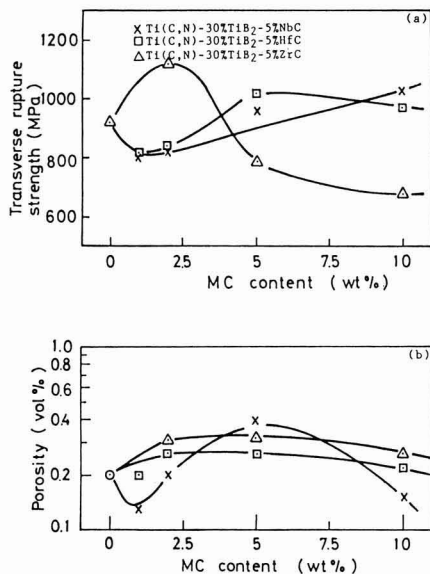 (a)
1200
1000
800
600
Transverse rupture
strength (MPa)
x Ti(C,N)-30%TiB2-5%NbC
□ Ti(C,N)-30%TiB2-5%HfC
△ Ti(C,N)-30%TiB2-5%ZrC
0 2.5 5 7.5 10
MC content (wt%)
(b)
1.0
0.8
0.4
0.2
0.1
Porosity (vol%)
0 2.5 5 7.5 10
MC content (wt%)